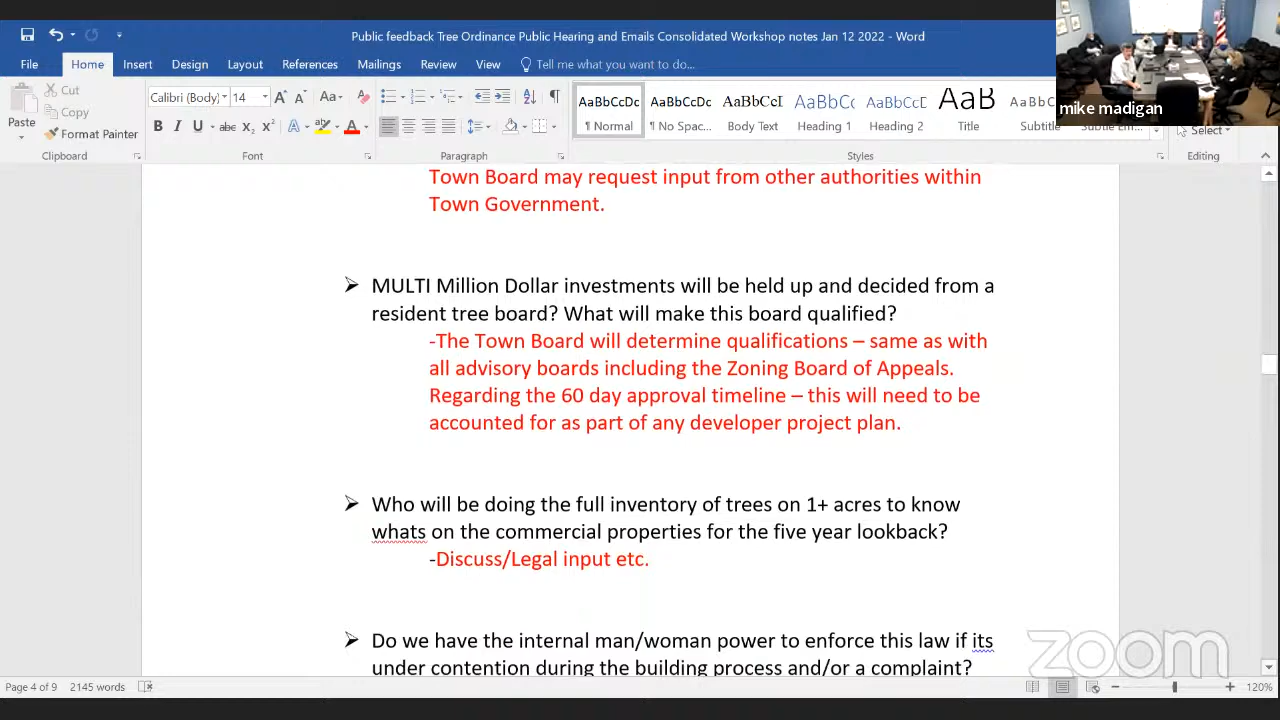 Public feedback Tree Ordinance Public Hearing and Emails Consolidated Workshop notes Jan 12 2022 - Word
File Home Insert Design Layout References Mailings Review View Tell me what you want to do...
mike madigan
Paste
Cut
Copy
Format Painter
Calibri (Body) 14
AaBbCcDc AaBbCcDc AaBbCcI AaBbCc AaBbCcD AaB AaBbCcD
¶ Normal ¶ No Spac... Body Text Heading 1 Heading 2 Title Subtitle Subtle Em...
Select
Clipboard Font Paragraph Styles Editing
Town Board may request input from other authorities within
Town Government.
MULTI Million Dollar investments will be held up and decided from a
resident tree board? What will make this board qualified?
-The Town Board will determine qualifications – same as with
all advisory boards including the Zoning Board of Appeals.
Regarding the 60 day approval timeline – this will need to be
accounted for as part of any developer project plan.
Who will be doing the full inventory of trees on 1+ acres to know
whats on the commercial properties for the five year lookback?
-Discuss/Legal input etc.
Do we have the internal man/woman power to enforce this law if its
under contention during the building process and/or a complaint?
zoom
Page 4 of 9 2145 words 120%